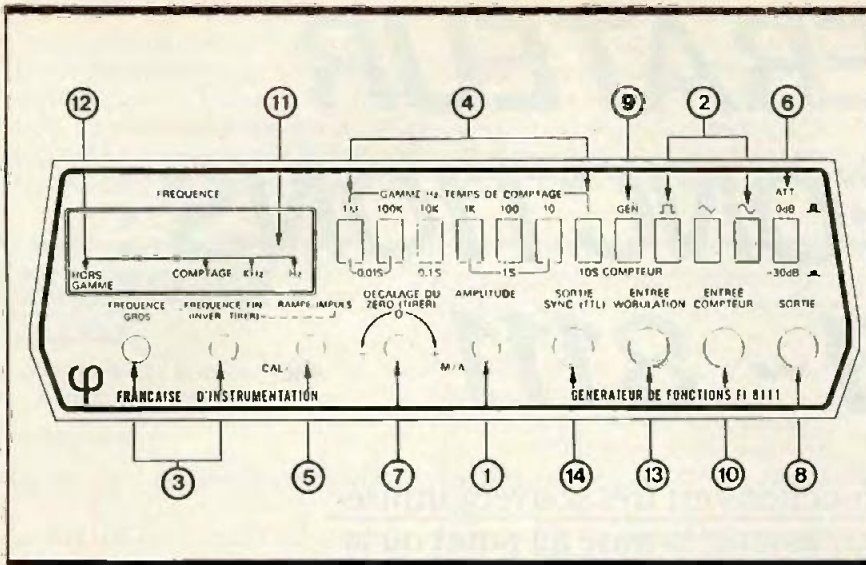 12 11 4 9 2 6
FREQUENCE GAMME Hz TEMPS DE COMPTAGE ATT
1M 100K 10K 1K 100 10 1 GEN 0dB
HORS GAMME COMPTAGE KHz Hz
0.01S 0.1S 1S 10S COMPTEUR -30dB
FREQUENCE GROS
FREQUENCE FIN (INVER TIRER)
RAMPE IMPULS
DECALAGE DU ZERO (TIRER)
0
AMPLITUDE
SORTIE SYNC (TTL)
ENTREE WOBULATION
ENTREE COMPTEUR
SORTIE
- +
CAL M/A
φ FRANCAISE D'INSTRUMENTATION GENERATEUR DE FONCTIONS FI 8111
3 5 7 1 14 13 10 8